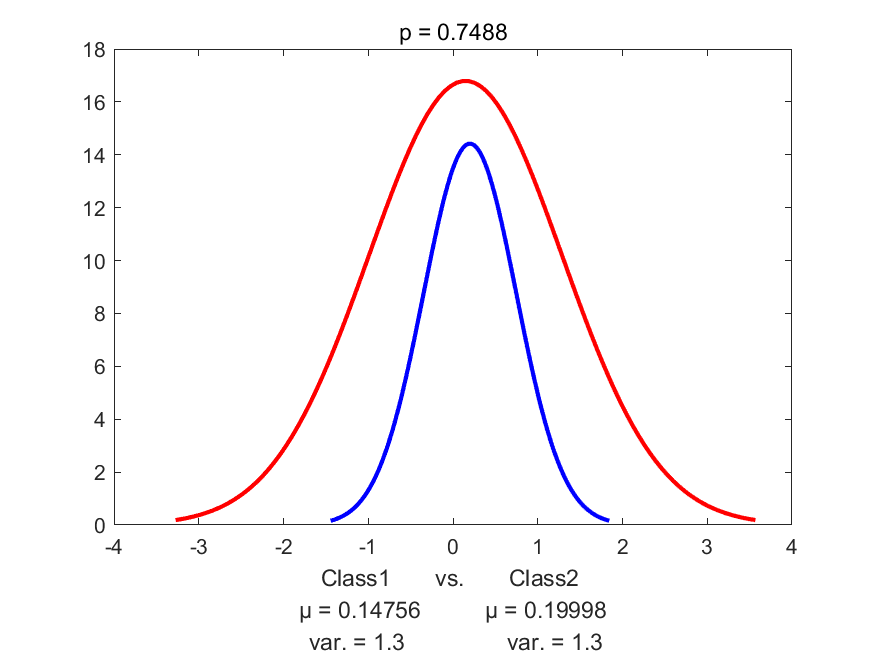 p = 0.7488
18
16
14
12
10
8
6
4
2
0
-4 -3 -2 -1 0 1 2 3 4
Class1 vs. Class2
μ = 0.14756 μ = 0.19998
var. = 1.3 var. = 1.3